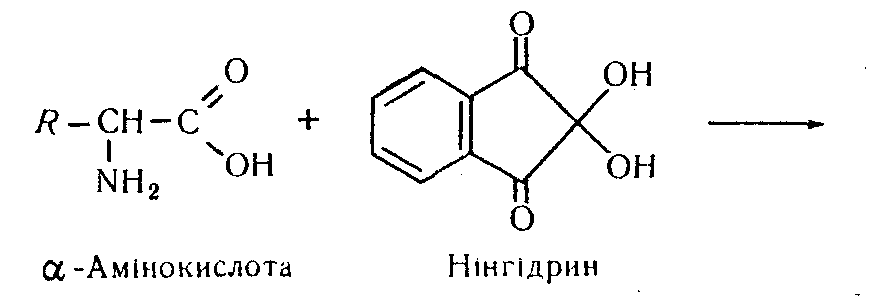 O
O
OH
R–CH–C + 
OH
OH
NH₂
O
α-Амінокислота Нінгідрин